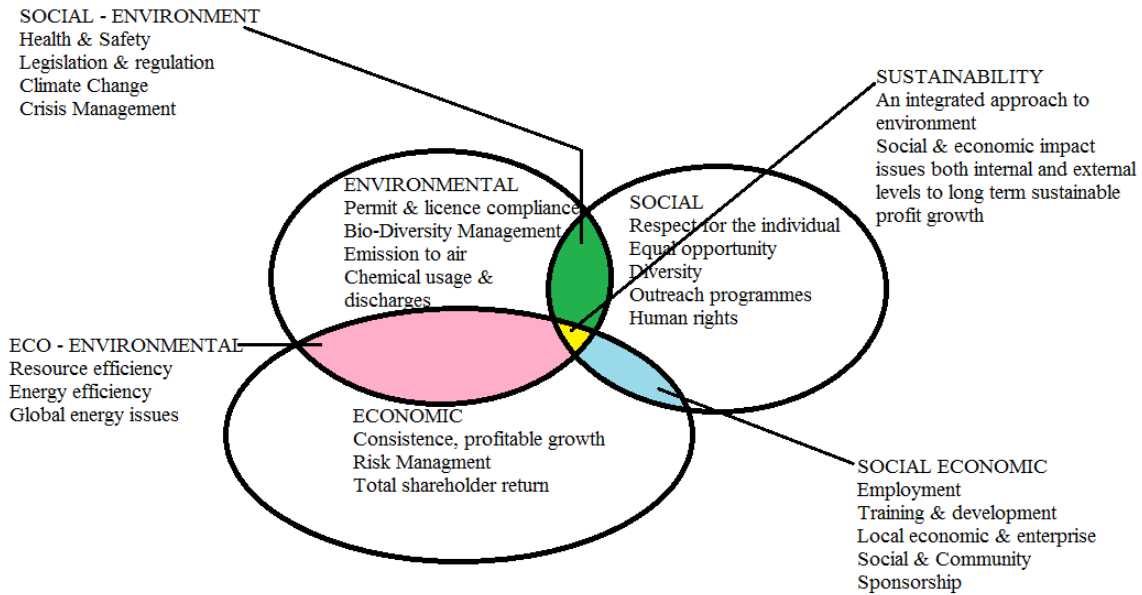 SOCIAL - ENVIRONMENT
Health & Safety
Legislation & regulation
Climate Change
Crisis Management
SUSTAINABILITY
An integrated approach to
environment
Social & economic impact
issues both internal and external
levels to long term sustainable
profit growth
ENVIRONMENTAL
Permit & licence compliance
Bio-Diversity Management
Emission to air
Chemical usage &
discharges
SOCIAL
Respect for the individual
Equal opportunity
Diversity
Outreach programmes
Human rights
ECO - ENVIRONMENTAL
Resource efficiency
Energy efficiency
Global energy issues
ECONOMIC
Consistence, profitable growth
Risk Managment
Total shareholder return
SOCIAL ECONOMIC
Employment
Training & development
Local economic & enterprise
Social & Community
Sponsorship